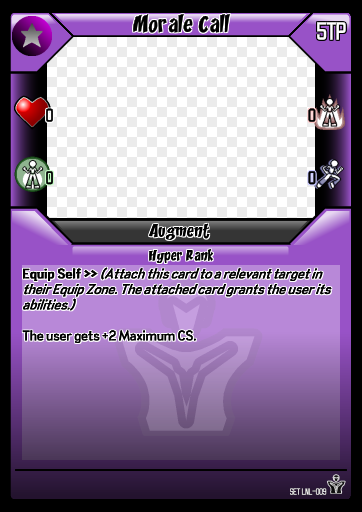 Morale Call
5TP
0
0
0
0
Augment
Hyper Rank
Equip Self >> (Attach this card to a relevant target in
their Equip Zone. The attached card grants the user its
abilities.)
The user gets +2 Maximum CS.
SET LNL-009